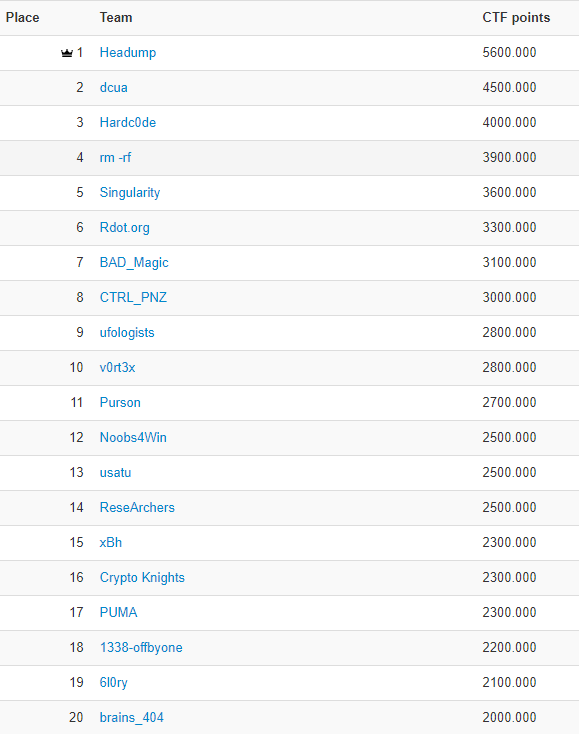 Place Team CTF points
1 Headump 5600.000
2 dcua 4500.000
3 Hardc0de 4000.000
4 rm -rf 3900.000
5 Singularity 3600.000
6 Rdot.org 3300.000
7 BAD_Magic 3100.000
8 CTRL_PNZ 3000.000
9 ufologists 2800.000
10 v0rt3x 2800.000
11 Purson 2700.000
12 Noobs4Win 2500.000
13 usatu 2500.000
14 ReseArchers 2500.000
15 xBh 2300.000
16 Crypto Knights 2300.000
17 PUMA 2300.000
18 1338-offbyone 2200.000
19 6l0ry 2100.000
20 brains_404 2000.000